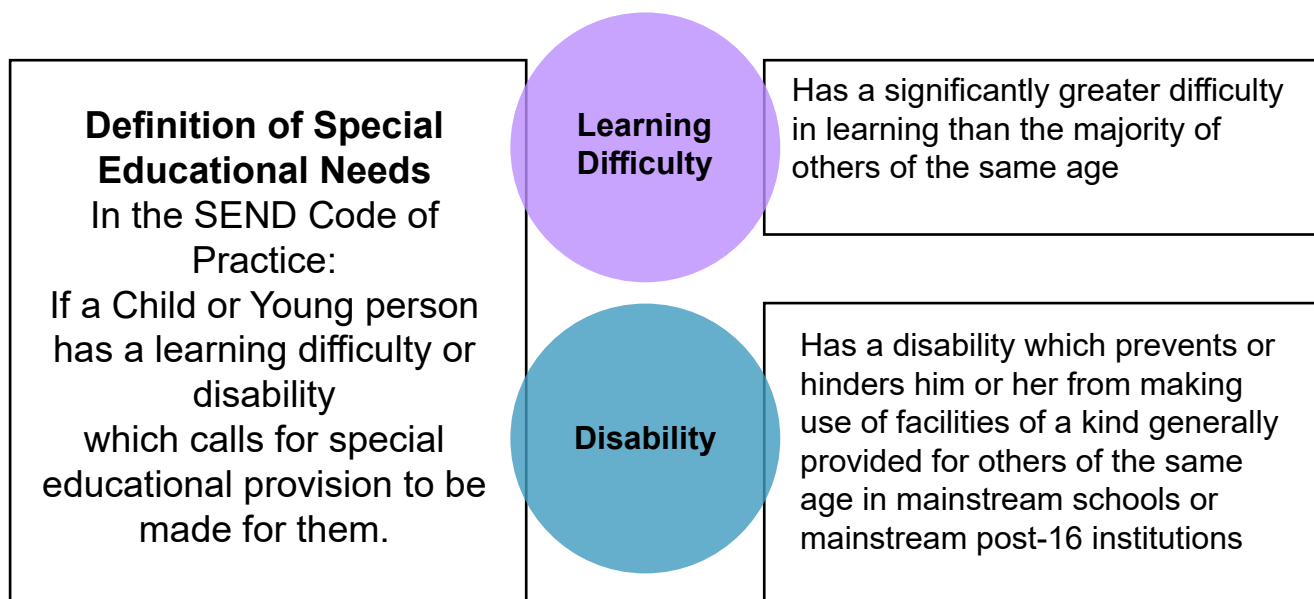 Definition of Special
Educational Needs
In the SEND Code of
Practice:
If a Child or Young person
has a learning difficulty or
disability
which calls for special
educational provision to be
made for them.
Learning
Difficulty
Has a significantly greater difficulty
in learning than the majority of
others of the same age
Disability
Has a disability which prevents or
hinders him or her from making
use of facilities of a kind generally
provided for others of the same
age in mainstream schools or
mainstream post-16 institutions